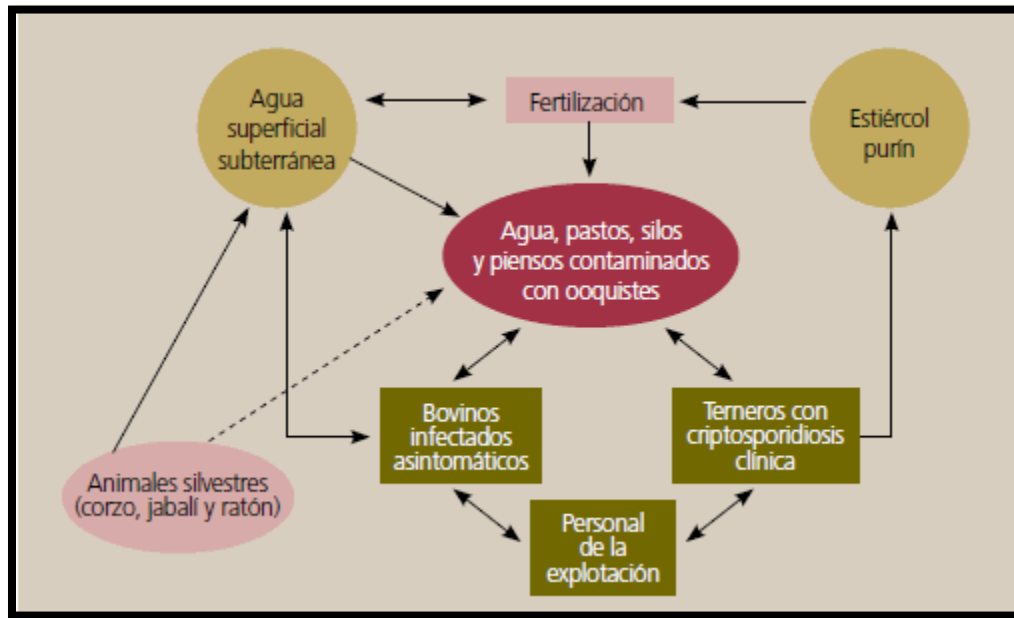 Agua
superficial
subterránea
Fertilización
Estiércol
purín
Agua, pastos, silos
y piensos contaminados
con ooquistes
Bovinos
infectados
asintomáticos
Terneros con
criptosporidiosis
clínica
Animales silvestres
(corzo, jabalí y ratón)
Personal
de la
explotación